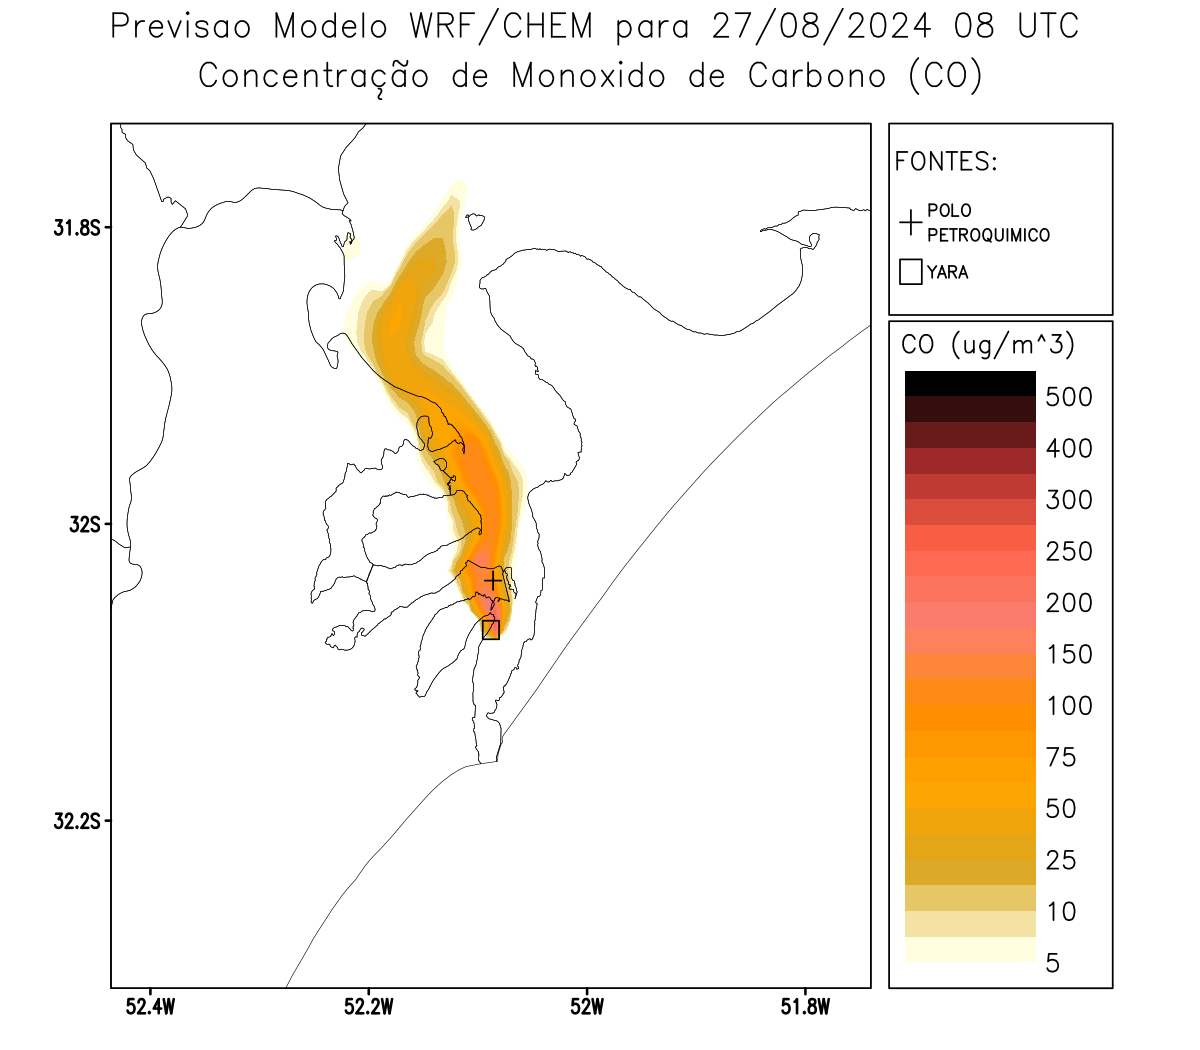 Previsao Modelo WRF/CHEM para 27/08/2024 08 UTC
Concentração de Monoxido de Carbono (CO)
FONTES:
POLO
PETROQUIMICO
YARA
CO (ug/m^3)
500
400
300
250
200
150
100
75
50
25
10
5
31.8S
32S
32.2S
52.4W
52.2W
52W
51.8W